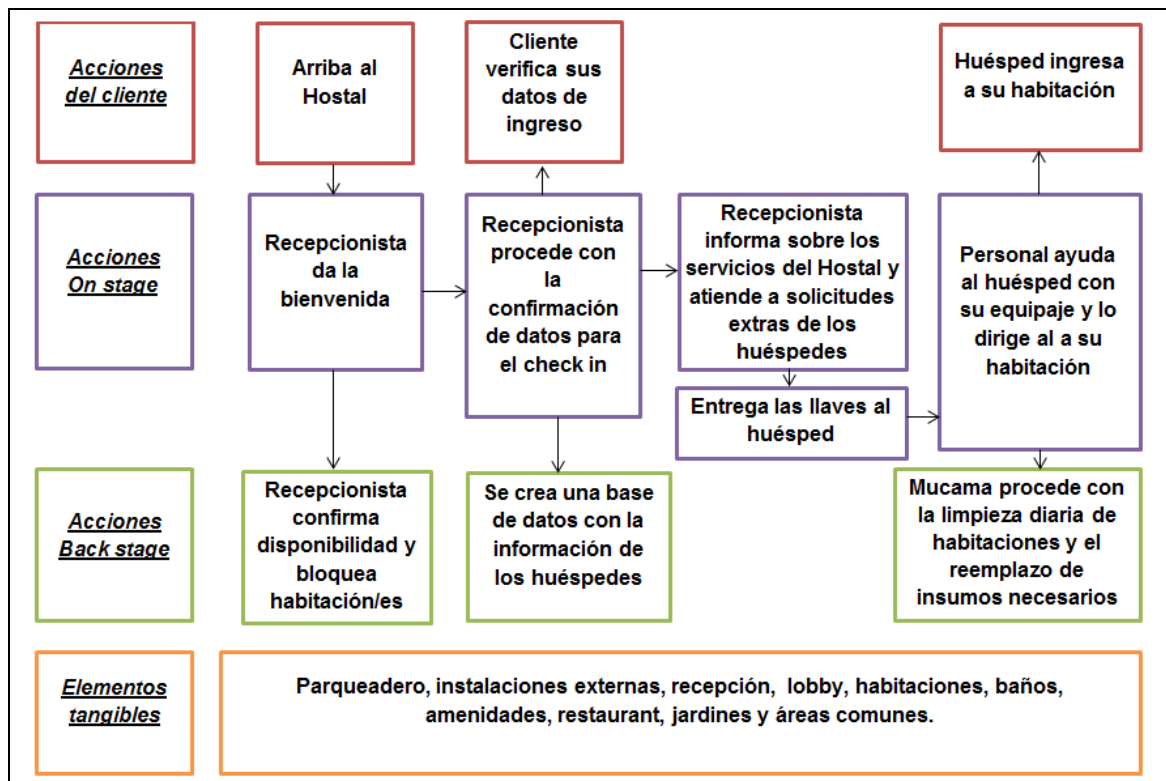 Acciones
del cliente
Arriba al
Hostal
Cliente
verifica sus
datos de
ingreso
Huésped ingresa
a su habitación
Acciones
On stage
Recepcionista
da la
bienvenida
Recepcionista
procede con
la
confirmación
de datos para
el check in
Recepcionista
informa sobre los
servicios del Hostal y
atiende a solicitudes
extras de los
huéspedes
Entrega las llaves al
huésped
Personal ayuda
al huésped con
su equipaje y lo
dirige al a su
habitación
Acciones
Back stage
Recepcionista
confirma
disponibilidad y
bloquea
habitación/es
Se crea una base
de datos con la
información de
los huéspedes
Mucama procede con
la limpieza diaria de
habitaciones y el
reemplazo de
insumos necesarios
Elementos
tangibles
Parqueadero, instalaciones externas, recepción, lobby, habitaciones, baños,
amenidades, restaurant, jardines y áreas comunes.